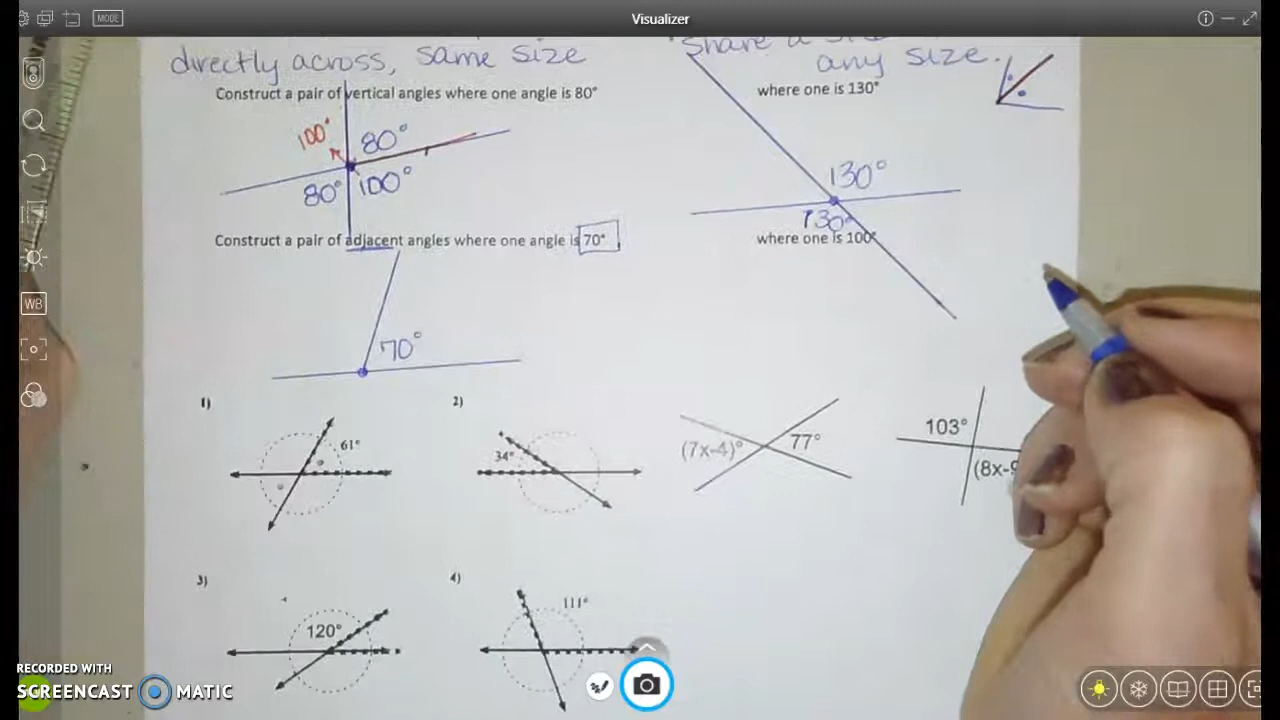 MODE
Visualizer
directly across, same size
Share a
any size.
Construct a pair of vertical angles where one angle is 80°
where one is 130°
100°
80°
80°
100°
130°
130°
Construct a pair of adjacent angles where one angle is 70°
where one is 100°
70°
WB
1)
61°
2)
34°
(7x-4)°
77°
103°
(8x-9
3)
120°
4)
111°
RECORDED WITH
SCREENCAST MATIC